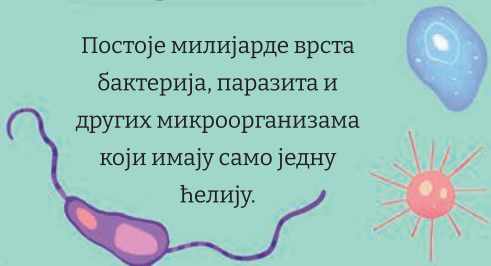 Постоје милијарде врста
бактерија, паразита и
других микроорганизама
који имају само једну
ћелију.